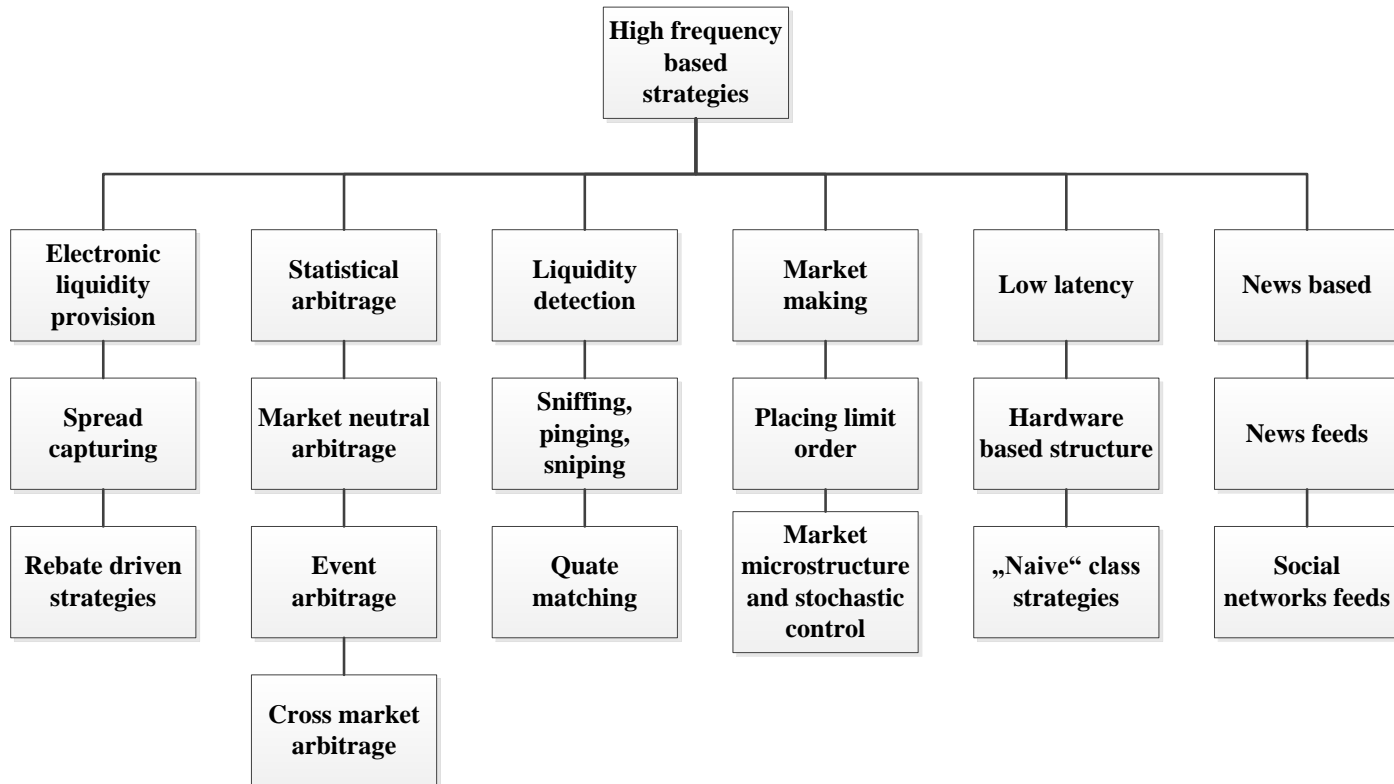 High frequency
based
strategies
Electronic
liquidity
provision
Statistical
arbitrage
Liquidity
detection
Market
making
Low latency
News based
Spread
capturing
Market neutral
arbitrage
Sniffing,
pinging,
sniping
Placing limit
order
Hardware
based structure
News feeds
Rebate driven
strategies
Event
arbitrage
Quate
matching
Market
microstructure
and stochastic
control
„Naive“ class
strategies
Social
networks feeds
Cross market
arbitrage